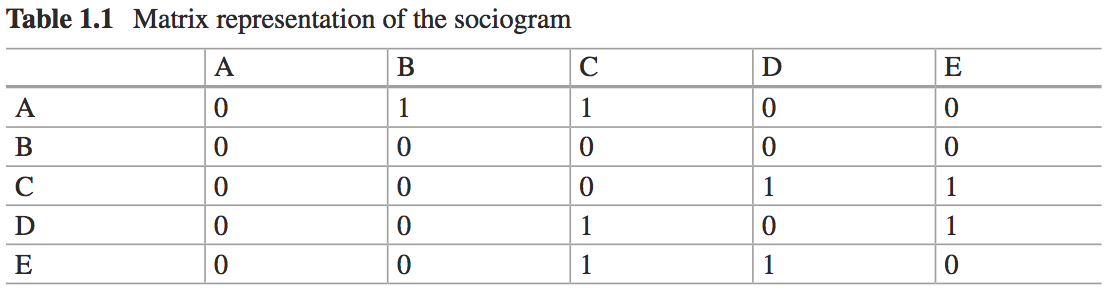 Table 1.1 Matrix representation of the sociogram
A B C D E
A 0 1 1 0 0
B 0 0 0 0 0
C 0 0 0 1 1
D 0 0 1 0 1
E 0 0 1 1 0